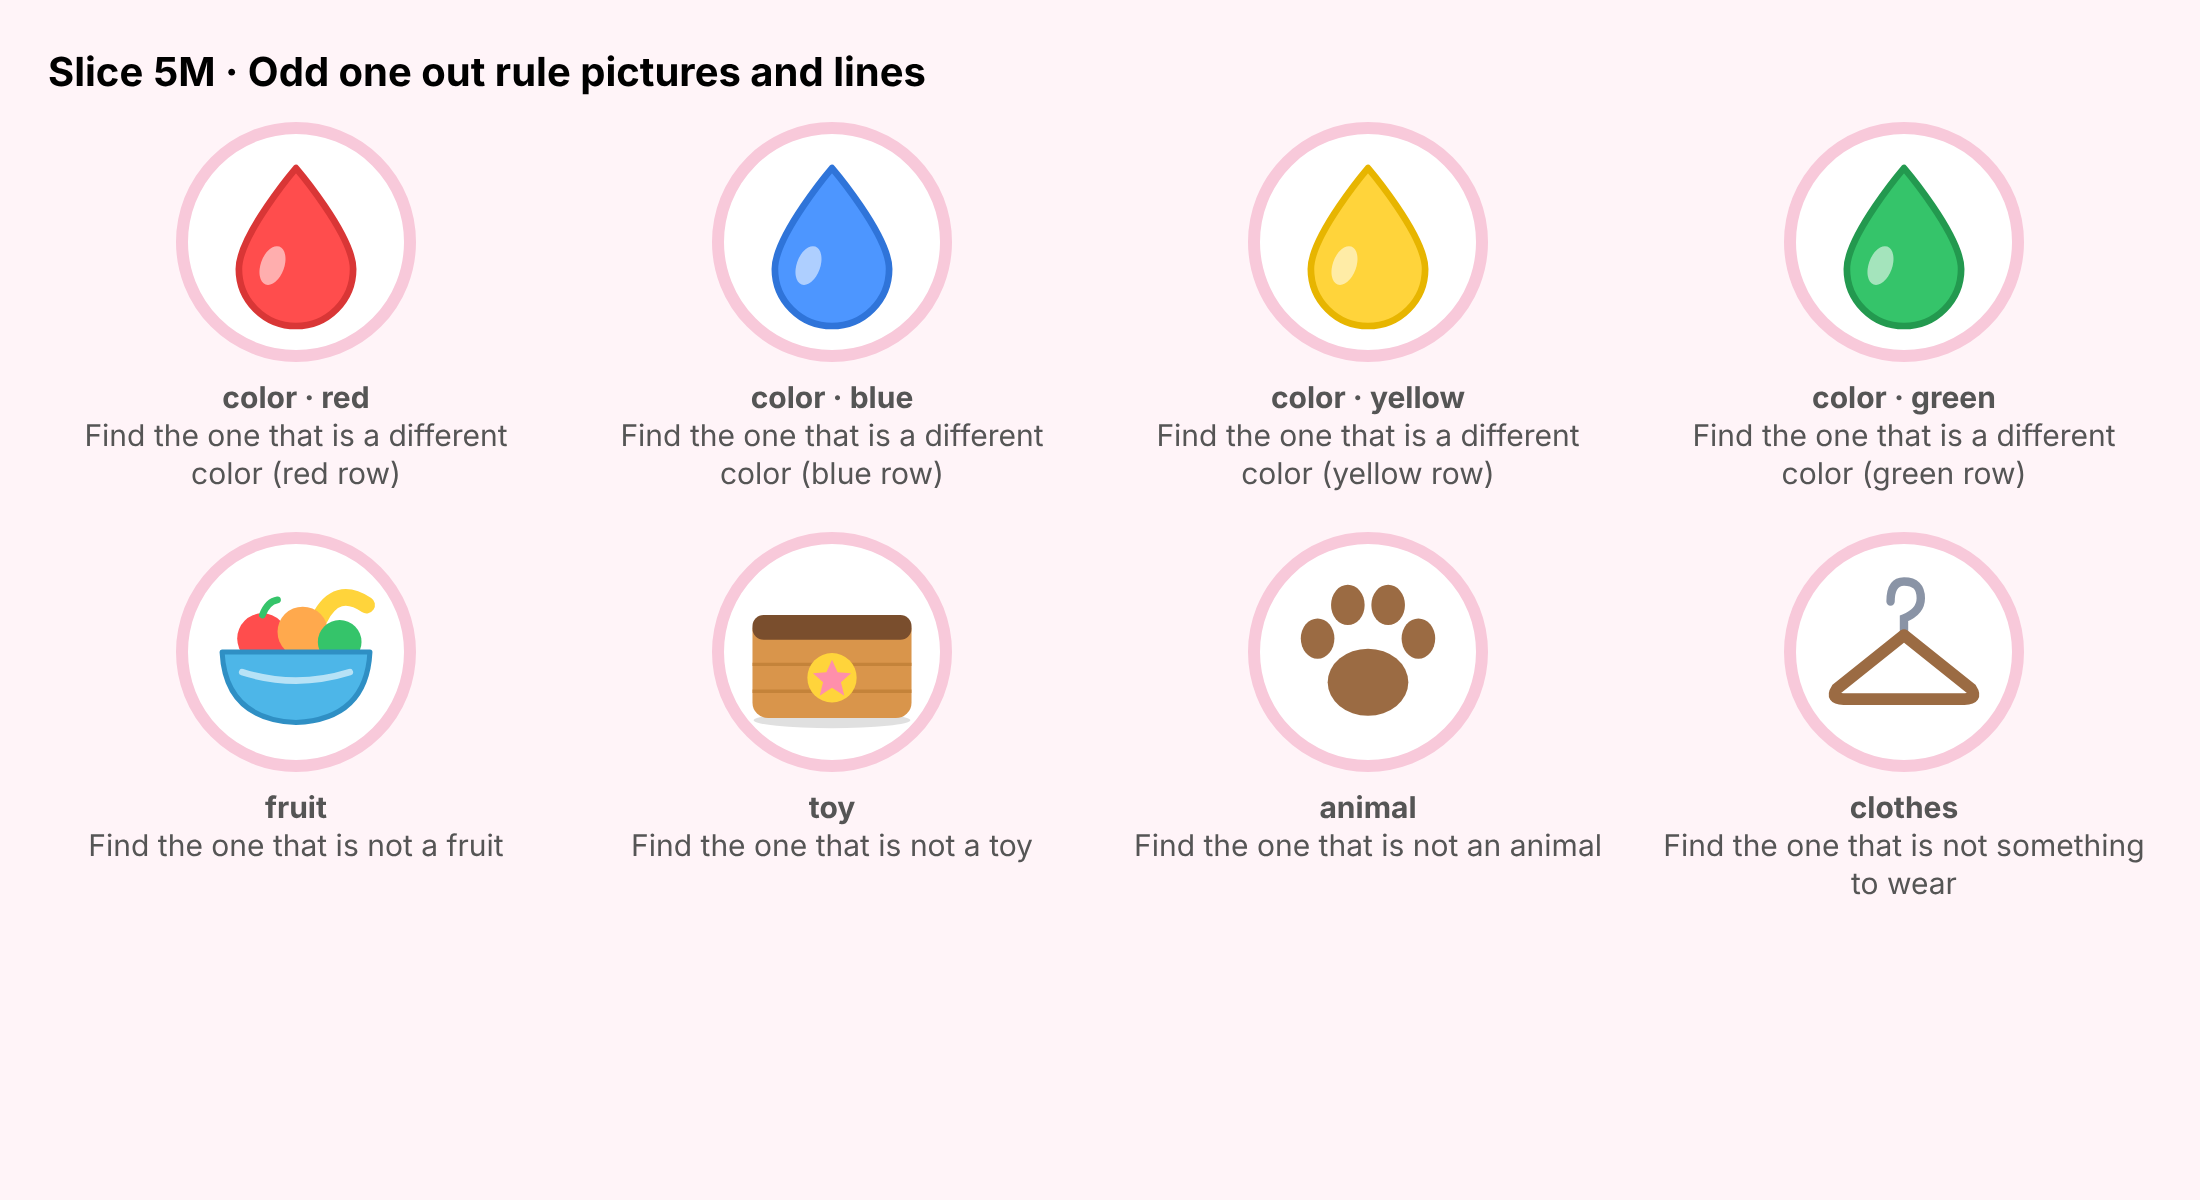 Slice 5M · Odd one out rule pictures and lines
color · red
Find the one that is a different
color (red row)
color · blue
Find the one that is a different
color (blue row)
color · yellow
Find the one that is a different
color (yellow row)
color · green
Find the one that is a different
color (green row)
fruit
Find the one that is not a fruit
toy
Find the one that is not a toy
animal
Find the one that is not an animal
clothes
Find the one that is not something
to wear